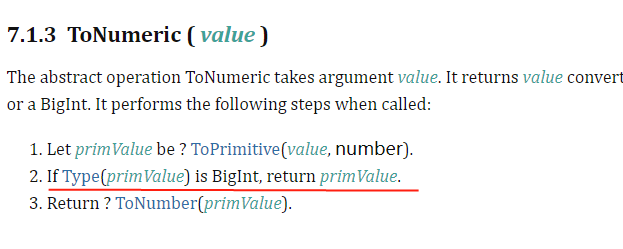 7.1.3 ToNumeric ( value )
The abstract operation ToNumeric takes argument value. It returns value convert
or a BigInt. It performs the following steps when called:
1. Let primValue be ? ToPrimitive(value, number).
2. If Type(primValue) is BigInt, return primValue.
3. Return ? ToNumber(primValue).